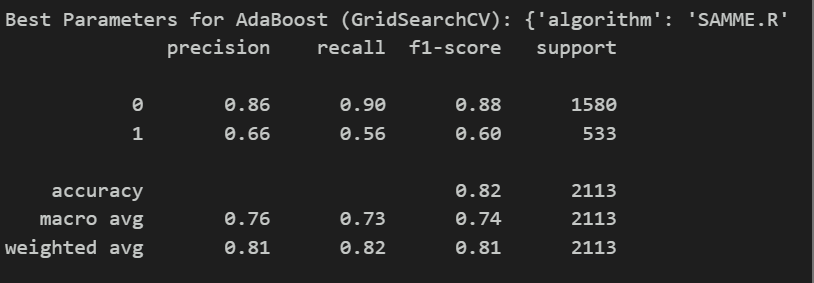 Best Parameters for AdaBoost (GridSearchCV): {'algorithm': 'SAMME.R'
precision recall f1-score support
0 0.86 0.90 0.88 1580
1 0.66 0.56 0.60 533
accuracy 0.82 2113
macro avg 0.76 0.73 0.74 2113
weighted avg 0.81 0.82 0.81 2113